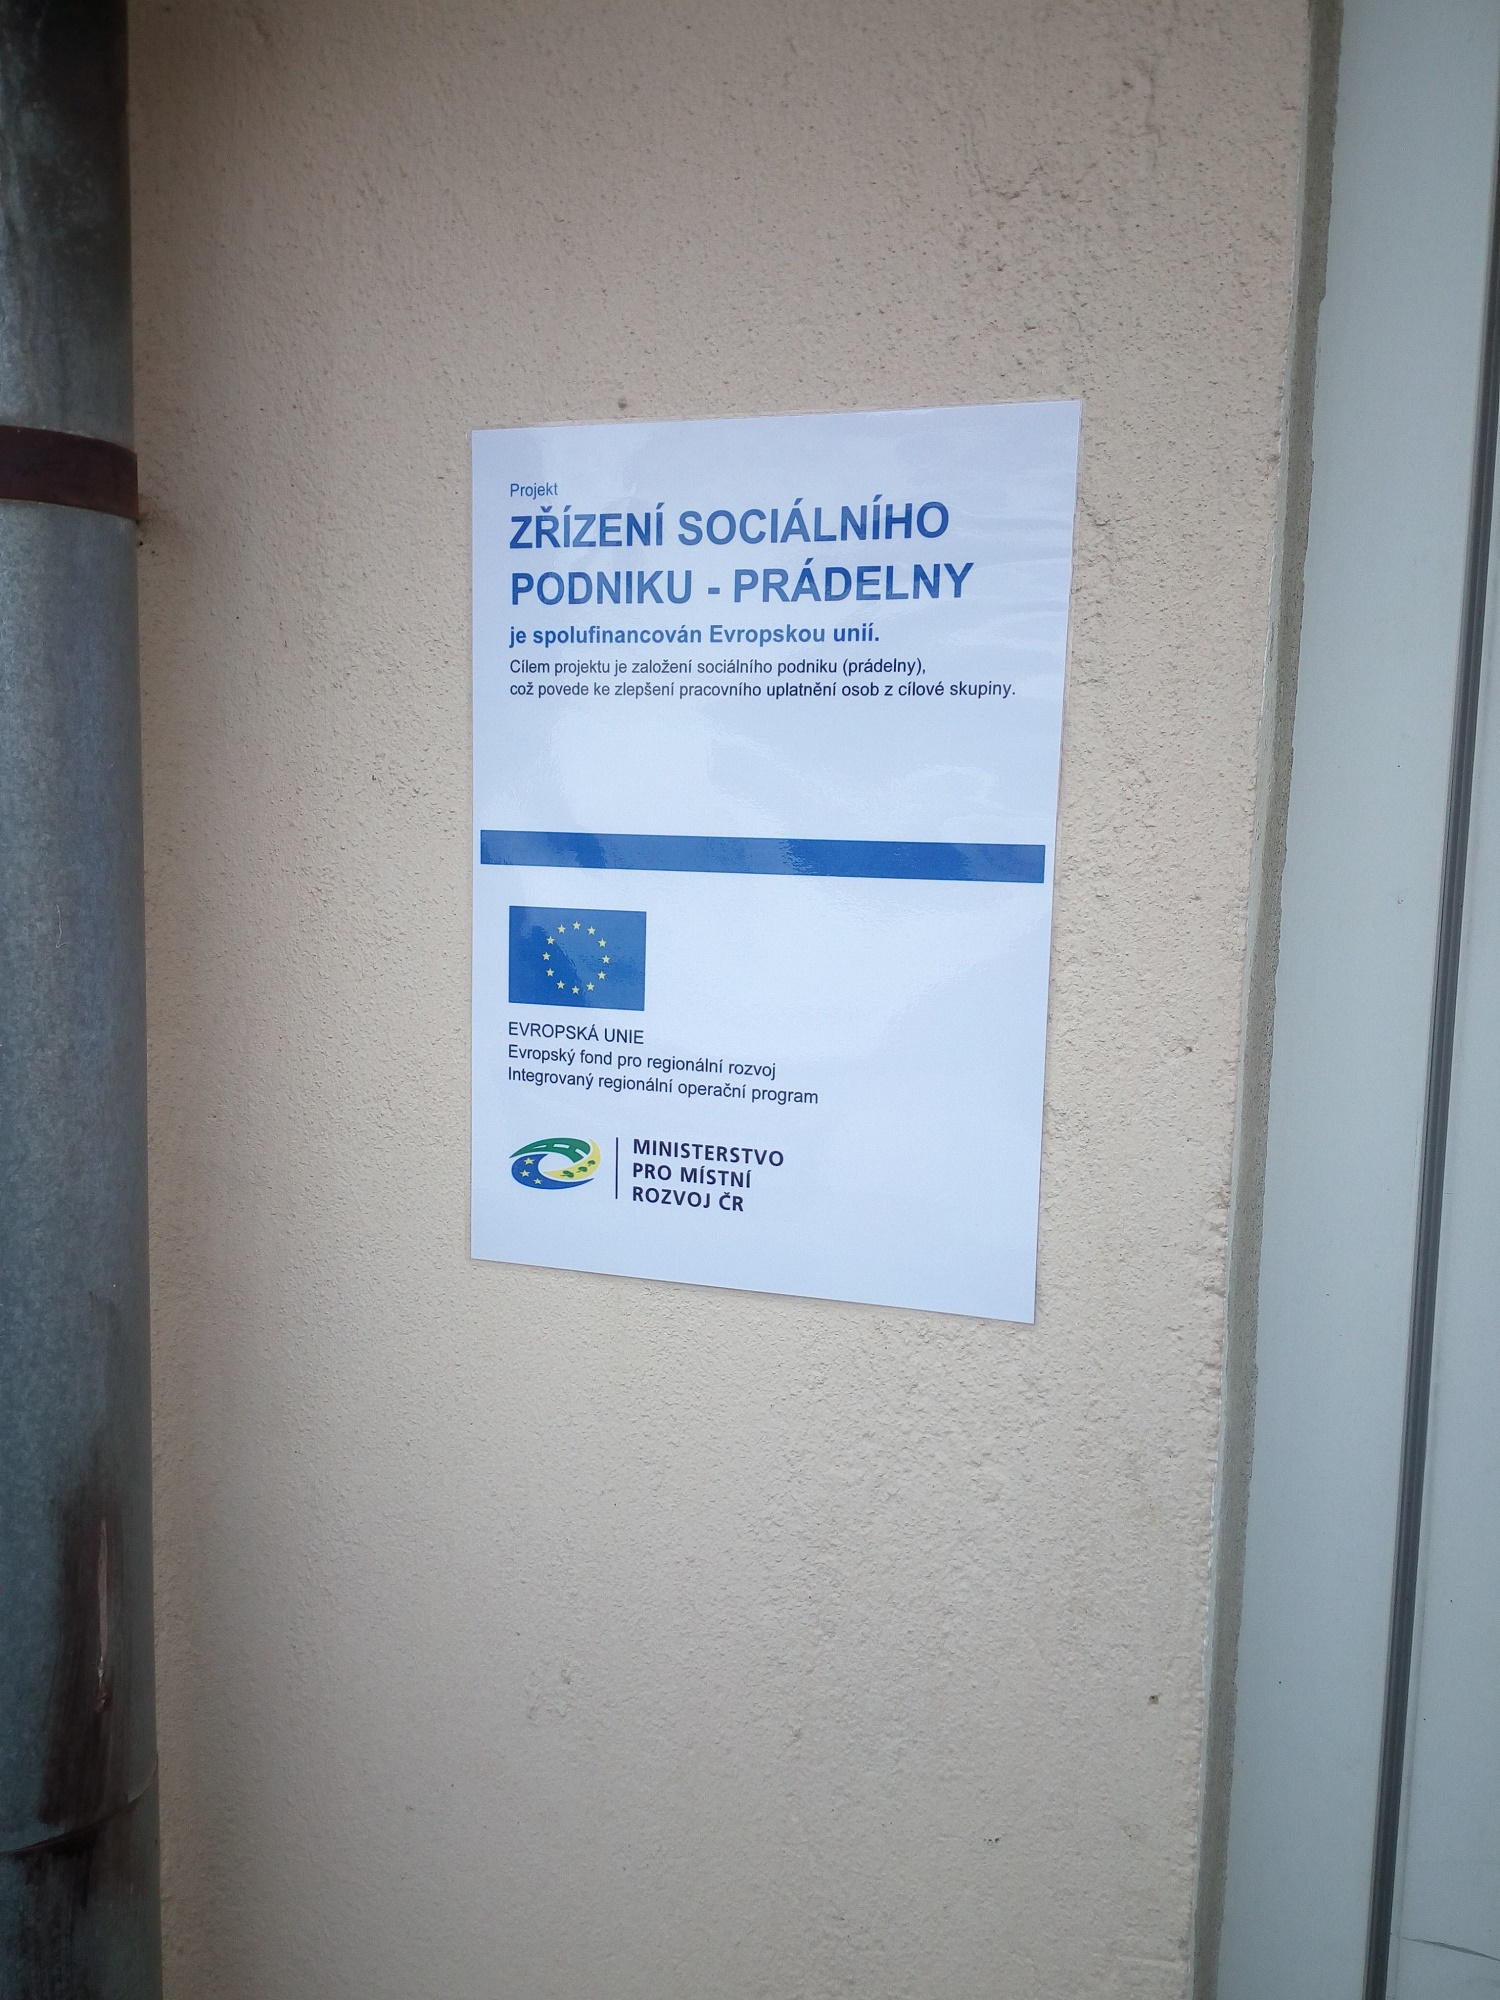 Projekt
ZŘÍZENÍ SOCIÁLNÍHO
PODNIKU - PRÁDELNY
je spolufinancován Evropskou unií.
Cílem projektu je založení sociálního podniku (prádelny),
což povede ke zlepšení pracovního uplatnění osob z cílové skupiny.
EVROPSKÁ UNIE
Evropský fond pro regionální rozvoj
Integrovaný regionální operační program
MINISTERSTVO
PRO MÍSTNÍ
ROZVOJ ČR